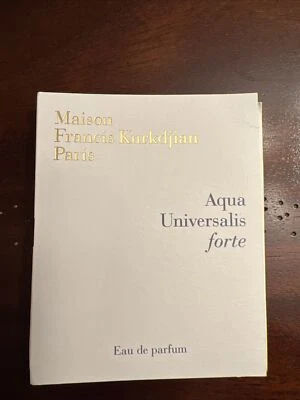 Maison
Francis Kurkdjian
Paris
Aqua
Universalis
forte
Eau de parfum